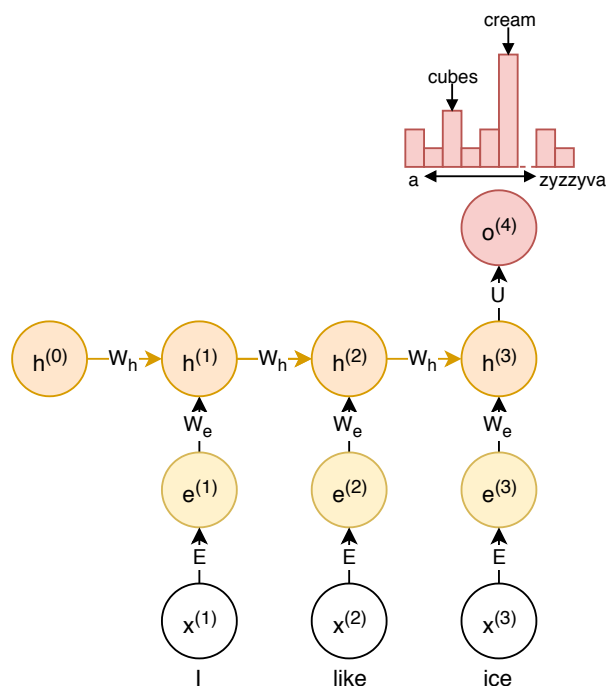 cream
cubes
a zyzzyva
o(4)
U
h(0) Wh h(1) Wh h(2) Wh h(3)
We We We
e(1) e(2) e(3)
E E E
x(1) x(2) x(3)
I like ice